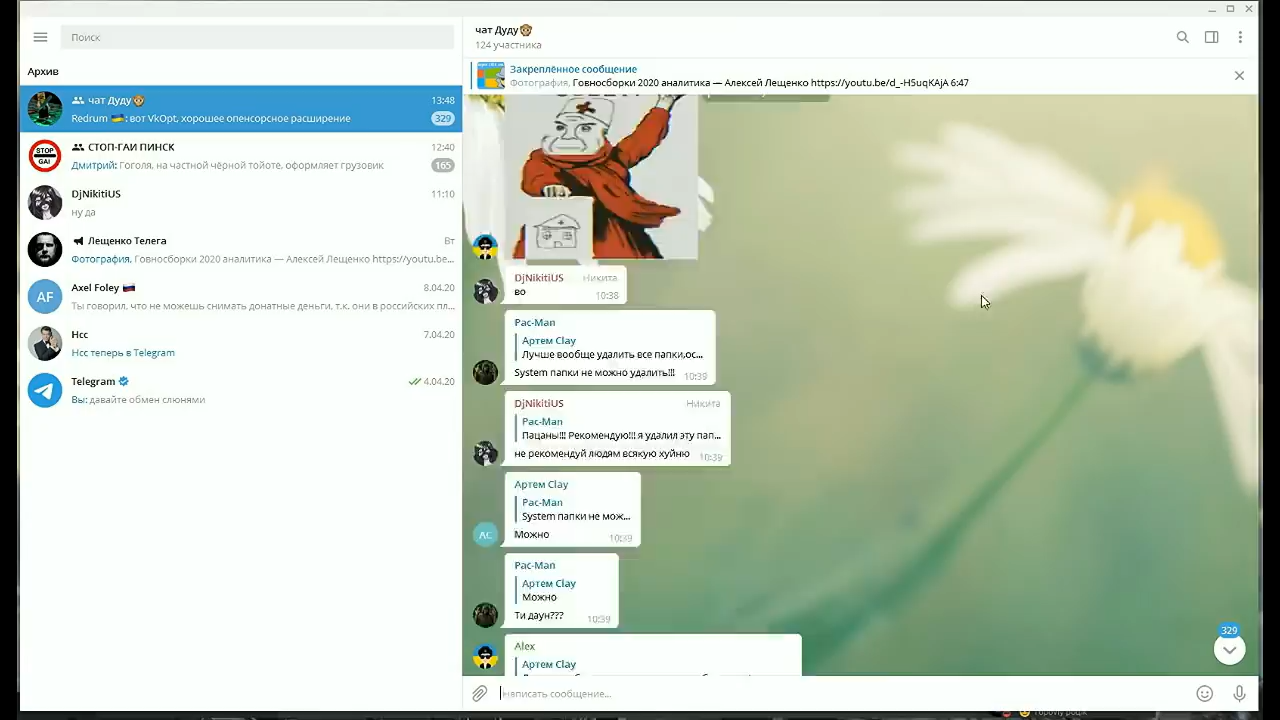 Поиск
Архив
чат Дуду
13:48
Redrum : вот VkOpt, хорошее опенсорсное расширение
329
СТОП-ГАИ ПИНСК
12:40
Дмитрий: Гоголя, на частной чёрной тойоте, оформляет грузовик
165
STOP GAI
DjNikitiUS
11:10
ну да
Лещенко Телега
Вт
Фотография, Говносборки 2020 аналитика — Алексей Лещенко https://youtu.be...
AF
Axel Foley
8.04.20
Ты говорил, что не можешь снимать донатные деньги, т.к. они в российских пл...
Нсс
7.04.20
Нсс теперь в Telegram
Telegram
4.04.20
Вы: давайте обмен слюнями
чат Дуду
124 участника
Закреплённое сообщение
Фотография, Говносборки 2020 аналитика — Алексей Лещенко https://youtu.be/d_-H5uqKAjA 6:47
DjNikitiUS
Никита
во
10:38
Pac-Man
Артем Clay
Лучше вообще удалить все папки,ос...
System папки не можно удалить!!!
10:39
DjNikitiUS
Никита
Pac-Man
Пацаны!!! Рекомендую!!! я удалил эту пап...
не рекомендуй людям всякую хуйню
10:39
Артем Clay
Pac-Man
System папки не мож...
Можно
10:39
AC
Pac-Man
Артем Clay
Можно
Ти даун???
10:39
Alex
Артем Clay
329
Написать сообщение...